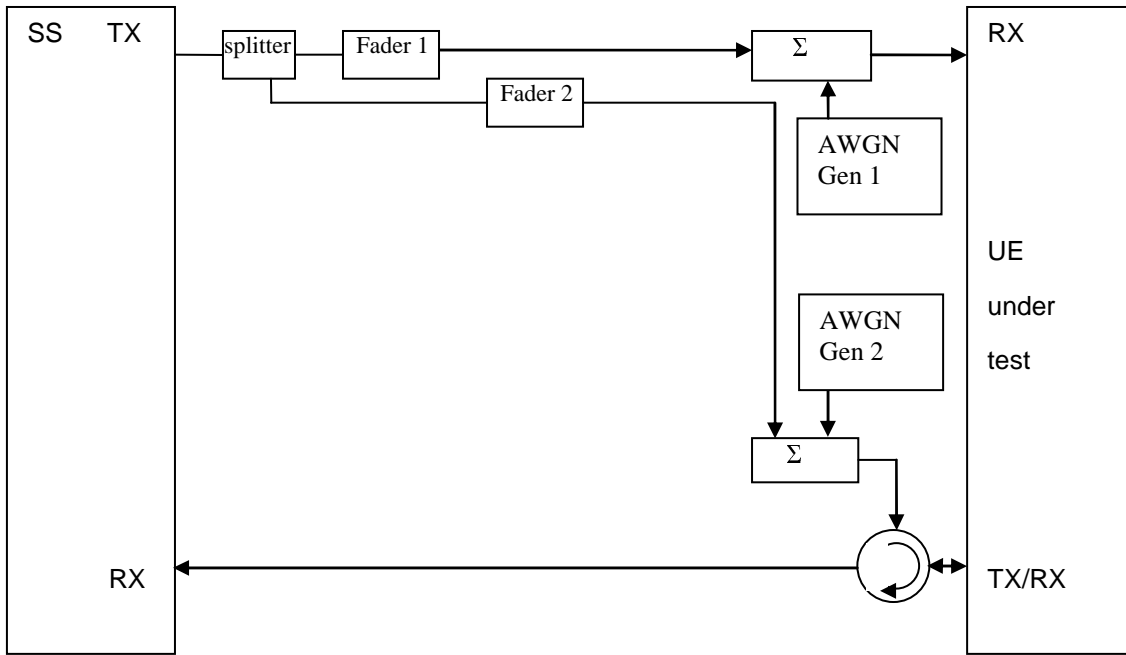 SS TX
splitter
Fader 1
Σ
RX
Fader 2
AWGN
Gen 1
UE
under
test
AWGN
Gen 2
Σ
RX
TX/RX